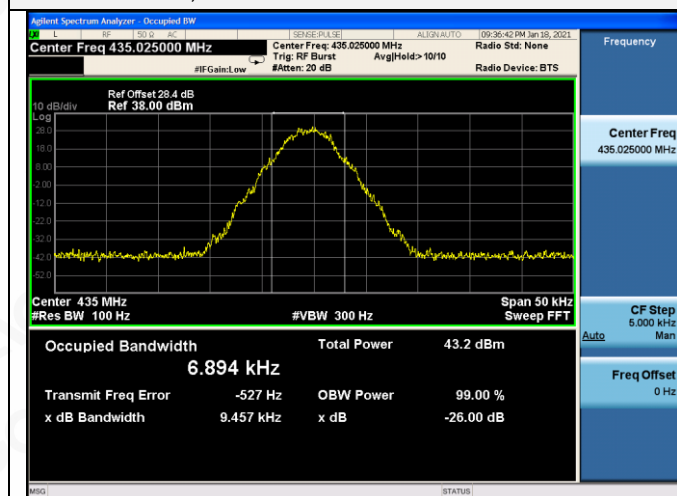 Agilent Spectrum Analyzer - Occupied BW
LXI L RF 50 Ω AC SENSE:PULSE ALIGN AUTO 09:36:42 PM Jan 18, 2021
Center Freq 435.025000 MHz
Center Freq: 435.025000 MHz
Radio Std: None
Trig: RF Burst Avg|Hold:> 10/10
#IFGain:Low #Atten: 20 dB Radio Device: BTS
Ref Offset 28.4 dB
10 dB/div Ref 38.00 dBm
Log
28.0
18.0
8.00
-2.00
-12.0
-22.0
-32.0
-42.0
-52.0
Center 435 MHz Span 50 kHz
#Res BW 100 Hz #VBW 300 Hz Sweep FFT
Occupied Bandwidth Total Power 43.2 dBm
6.894 kHz
Transmit Freq Error -527 Hz OBW Power 99.00 %
x dB Bandwidth 9.457 kHz x dB -26.00 dB
MSG STATUS
Frequency
Center Freq
435.025000 MHz
CF Step
5.000 kHz
Auto Man
Freq Offset
0 Hz